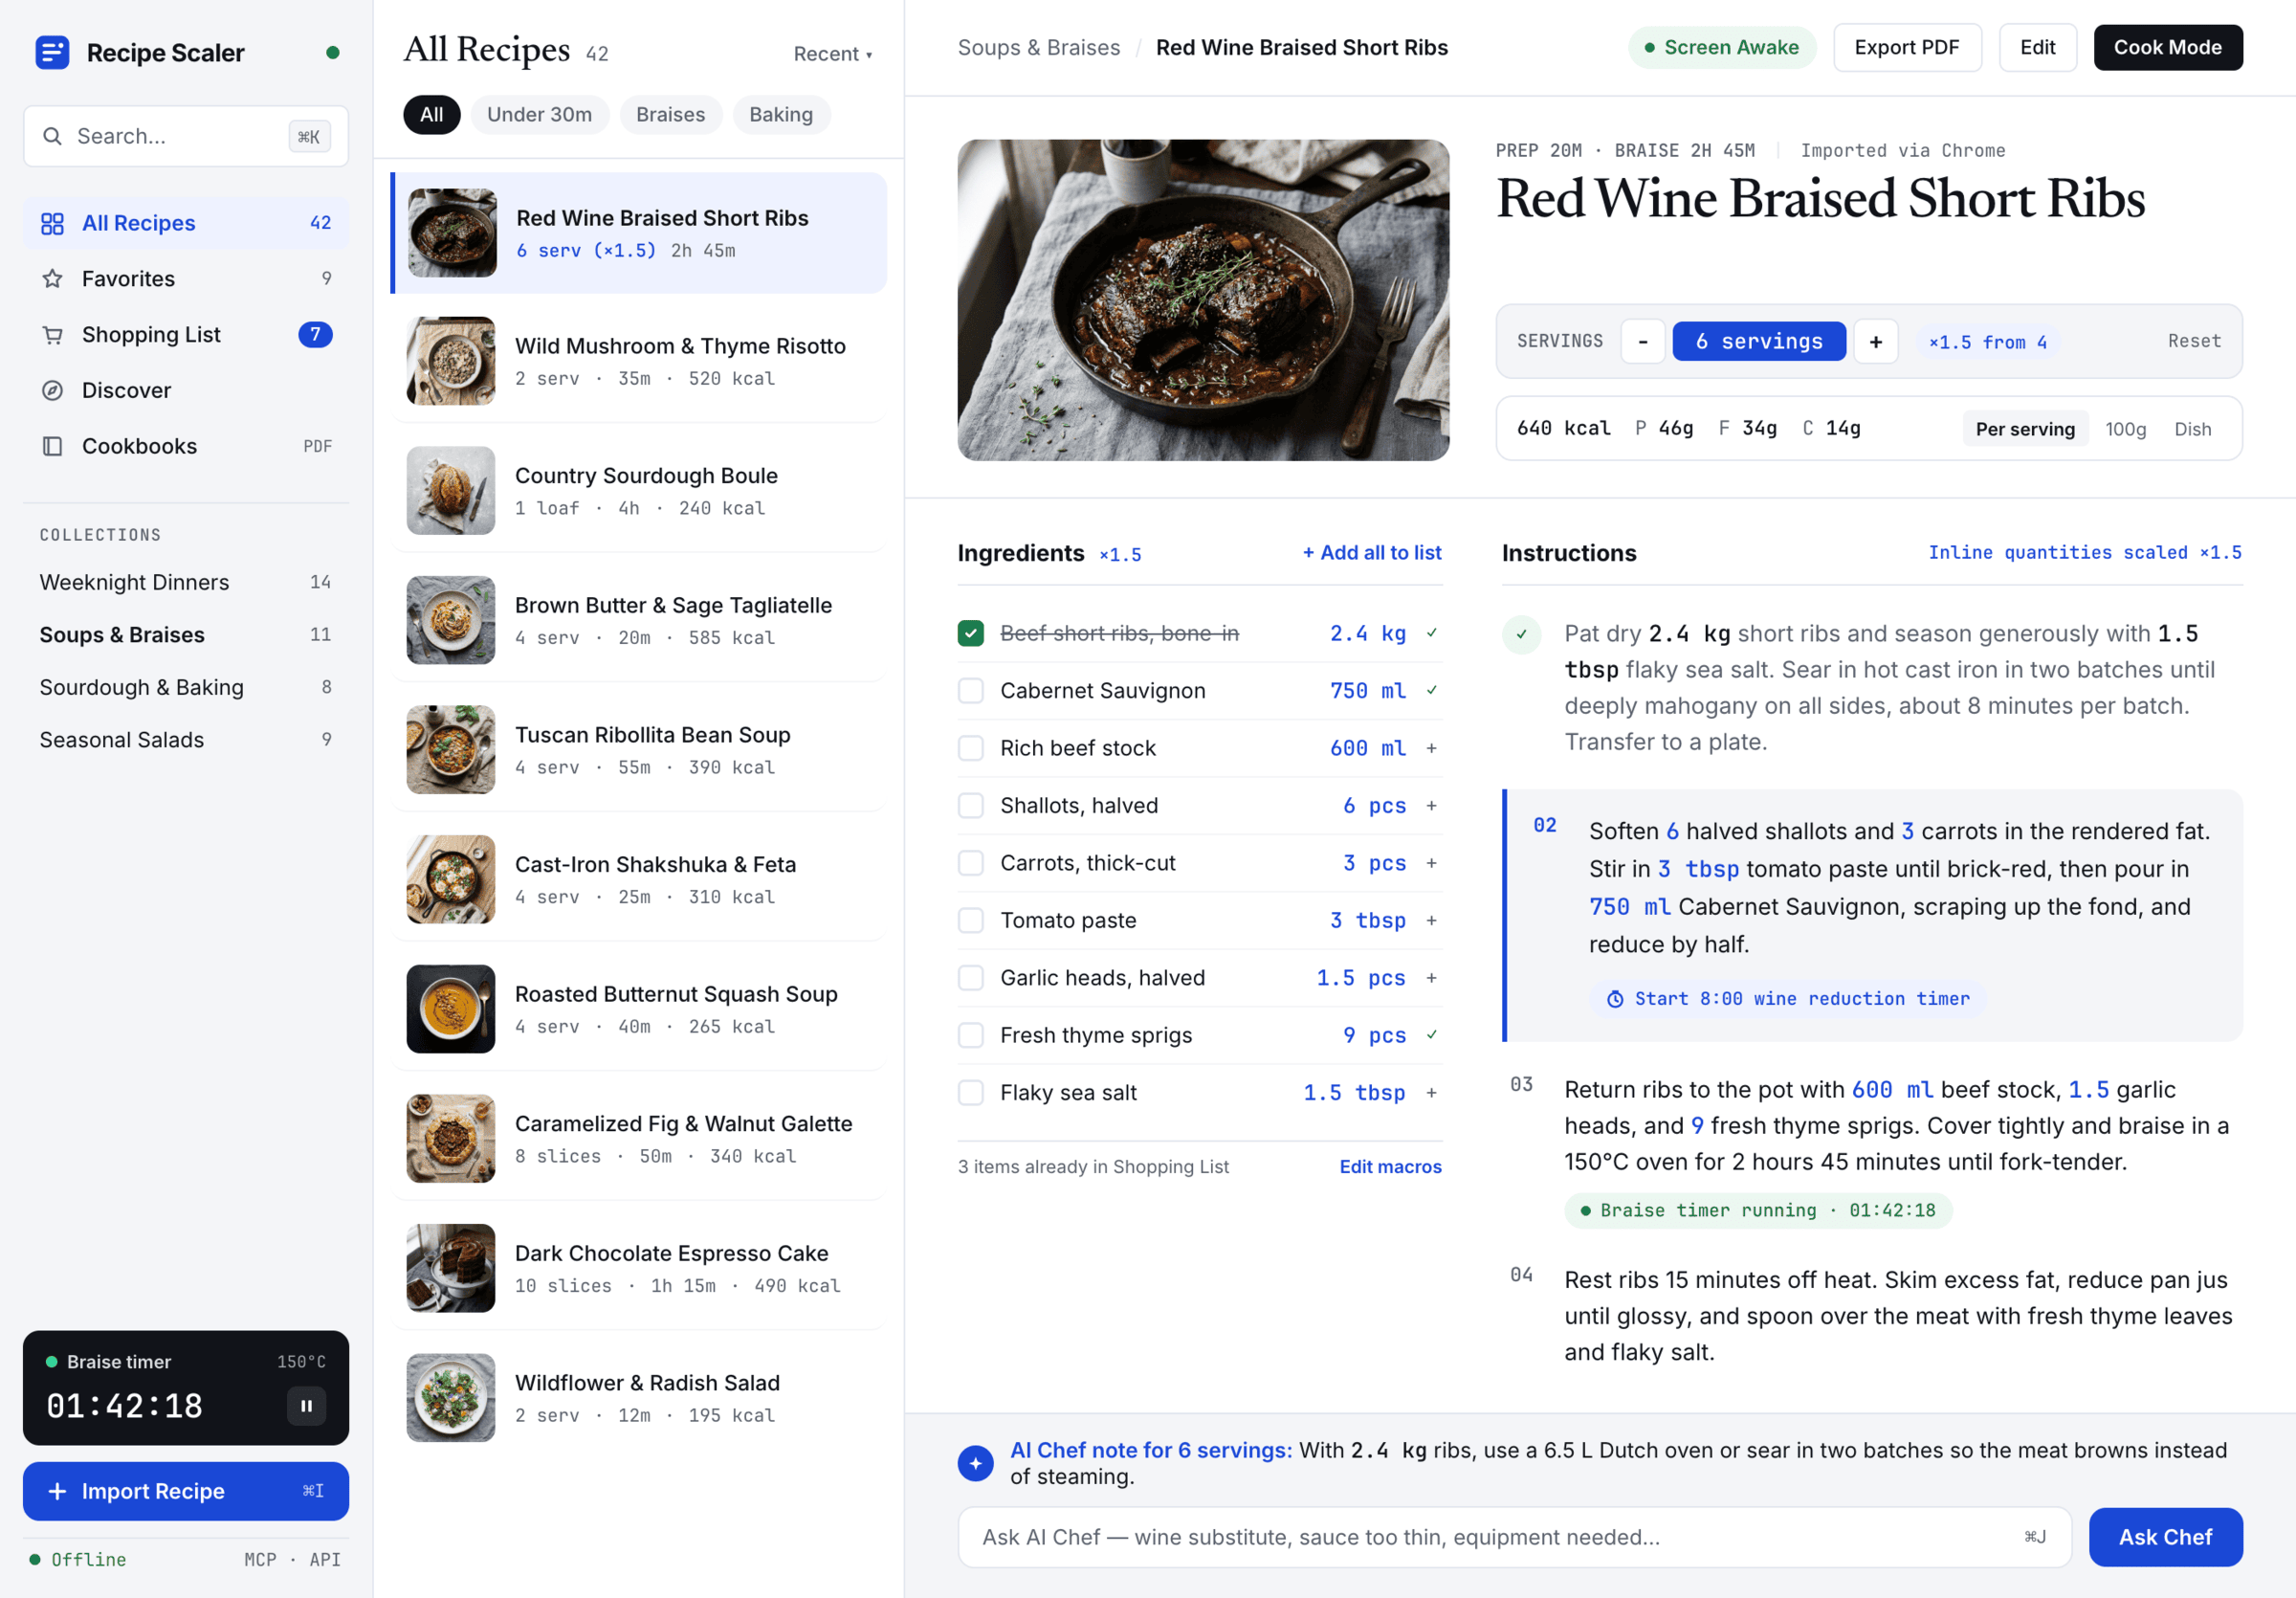 Recipe Scaler
Search... ⌘K
All Recipes 42
Favorites 9
Shopping List 7
Discover
Cookbooks PDF
COLLECTIONS
Weeknight Dinners 14
Soups & Braises 11
Sourdough & Baking 8
Seasonal Salads 9
Braise timer 150°C
01:42:18
+ Import Recipe ⌘I
Offline MCP · API
All Recipes 42 Recent ▾
All Under 30m Braises Baking
Red Wine Braised Short Ribs
6 serv (×1.5) 2h 45m
Wild Mushroom & Thyme Risotto
2 serv · 35m · 520 kcal
Country Sourdough Boule
1 loaf · 4h · 240 kcal
Brown Butter & Sage Tagliatelle
4 serv · 20m · 585 kcal
Tuscan Ribollita Bean Soup
4 serv · 55m · 390 kcal
Cast-Iron Shakshuka & Feta
4 serv · 25m · 310 kcal
Roasted Butternut Squash Soup
4 serv · 40m · 265 kcal
Caramelized Fig & Walnut Galette
8 slices · 50m · 340 kcal
Dark Chocolate Espresso Cake
10 slices · 1h 15m · 490 kcal
Wildflower & Radish Salad
2 serv · 12m · 195 kcal
Soups & Braises / Red Wine Braised Short Ribs
Screen Awake Export PDF Edit Cook Mode
PREP 20M · BRAISE 2H 45M Imported via Chrome
Red Wine Braised Short Ribs
SERVINGS - 6 servings + ×1.5 from 4 Reset
640 kcal P 46g F 34g C 14g Per serving 100g Dish
Ingredients ×1.5 + Add all to list
Beef short ribs, bone-in 2.4 kg ✓
Cabernet Sauvignon 750 ml ✓
Rich beef stock 600 ml +
Shallots, halved 6 pcs +
Carrots, thick-cut 3 pcs +
Tomato paste 3 tbsp +
Garlic heads, halved 1.5 pcs +
Fresh thyme sprigs 9 pcs ✓
Flaky sea salt 1.5 tbsp +
3 items already in Shopping List Edit macros
Instructions Inline quantities scaled ×1.5
✓ Pat dry 2.4 kg short ribs and season generously with 1.5
tbsp flaky sea salt. Sear in hot cast iron in two batches until
deeply mahogany on all sides, about 8 minutes per batch.
Transfer to a plate.
02 Soften 6 halved shallots and 3 carrots in the rendered fat.
Stir in 3 tbsp tomato paste until brick-red, then pour in
750 ml Cabernet Sauvignon, scraping up the fond, and
reduce by half.
Start 8:00 wine reduction timer
03 Return ribs to the pot with 600 ml beef stock, 1.5 garlic
heads, and 9 fresh thyme sprigs. Cover tightly and braise in a
150°C oven for 2 hours 45 minutes until fork-tender.
Braise timer running · 01:42:18
04 Rest ribs 15 minutes off heat. Skim excess fat, reduce pan jus
until glossy, and spoon over the meat with fresh thyme leaves
and flaky salt.
AI Chef note for 6 servings: With 2.4 kg ribs, use a 6.5 L Dutch oven or sear in two batches so the meat browns instead
of steaming.
Ask AI Chef — wine substitute, sauce too thin, equipment needed... ⌘J
Ask Chef